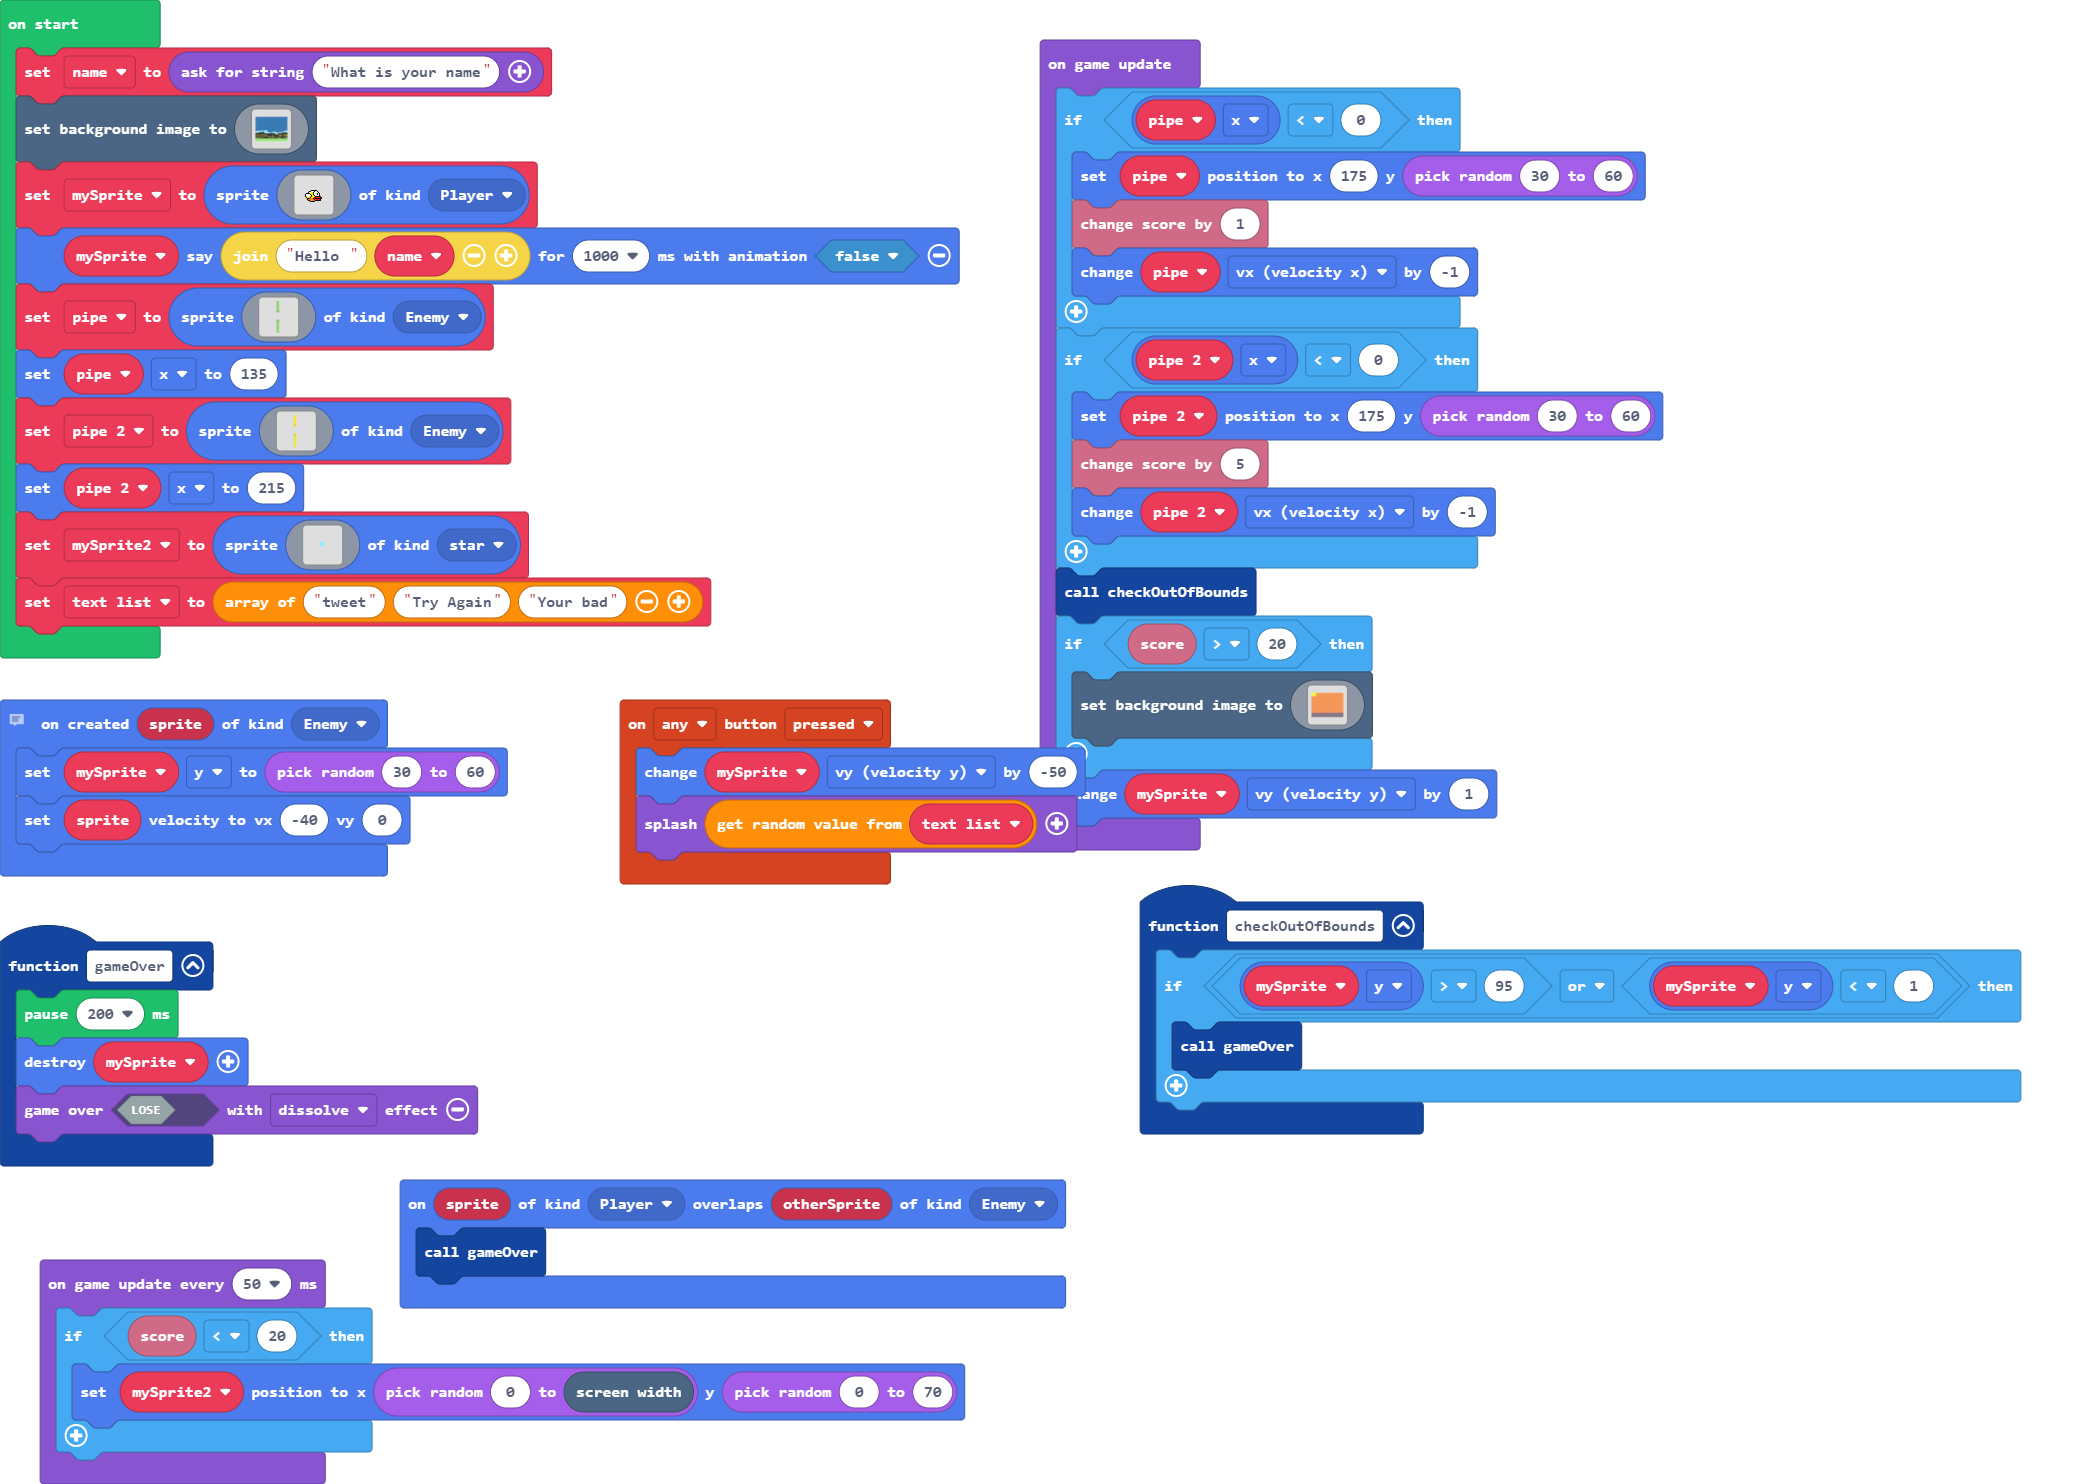 on start
set name to ask for string "What is your name"
set background image to
set mySprite to sprite of kind Player
mySprite say join "Hello " name for 1000 ms with animation false
set pipe to sprite of kind Enemy
set pipe x to 135
set pipe 2 to sprite of kind Enemy
set pipe 2 x to 215
set mySprite2 to sprite of kind star
set text list to array of "tweet" "Try Again" "Your bad"
on game update
if pipe x < 0 then
set pipe position to x 175 y pick random 30 to 60
change score by 1
change pipe vx (velocity x) by -1
if pipe 2 x < 0 then
set pipe 2 position to x 175 y pick random 30 to 60
change score by 5
change pipe 2 vx (velocity x) by -1
call checkOutOfBounds
if score > 20 then
set background image to
mySprite vy (velocity y) by 1
on created sprite of kind Enemy
set mySprite y to pick random 30 to 60
set sprite velocity to vx -40 vy 0
on any button pressed
change mySprite vy (velocity y) by -50
splash get random value from text list
function gameOver
pause 200 ms
destroy mySprite
game over LOSE with dissolve effect
function checkOutOfBounds
if mySprite y > 95 or mySprite y < 1 then
call gameOver
on sprite of kind Player overlaps otherSprite of kind Enemy
call gameOver
on game update every 50 ms
if score < 20 then
set mySprite2 position to x pick random 0 to screen width y pick random 0 to 70